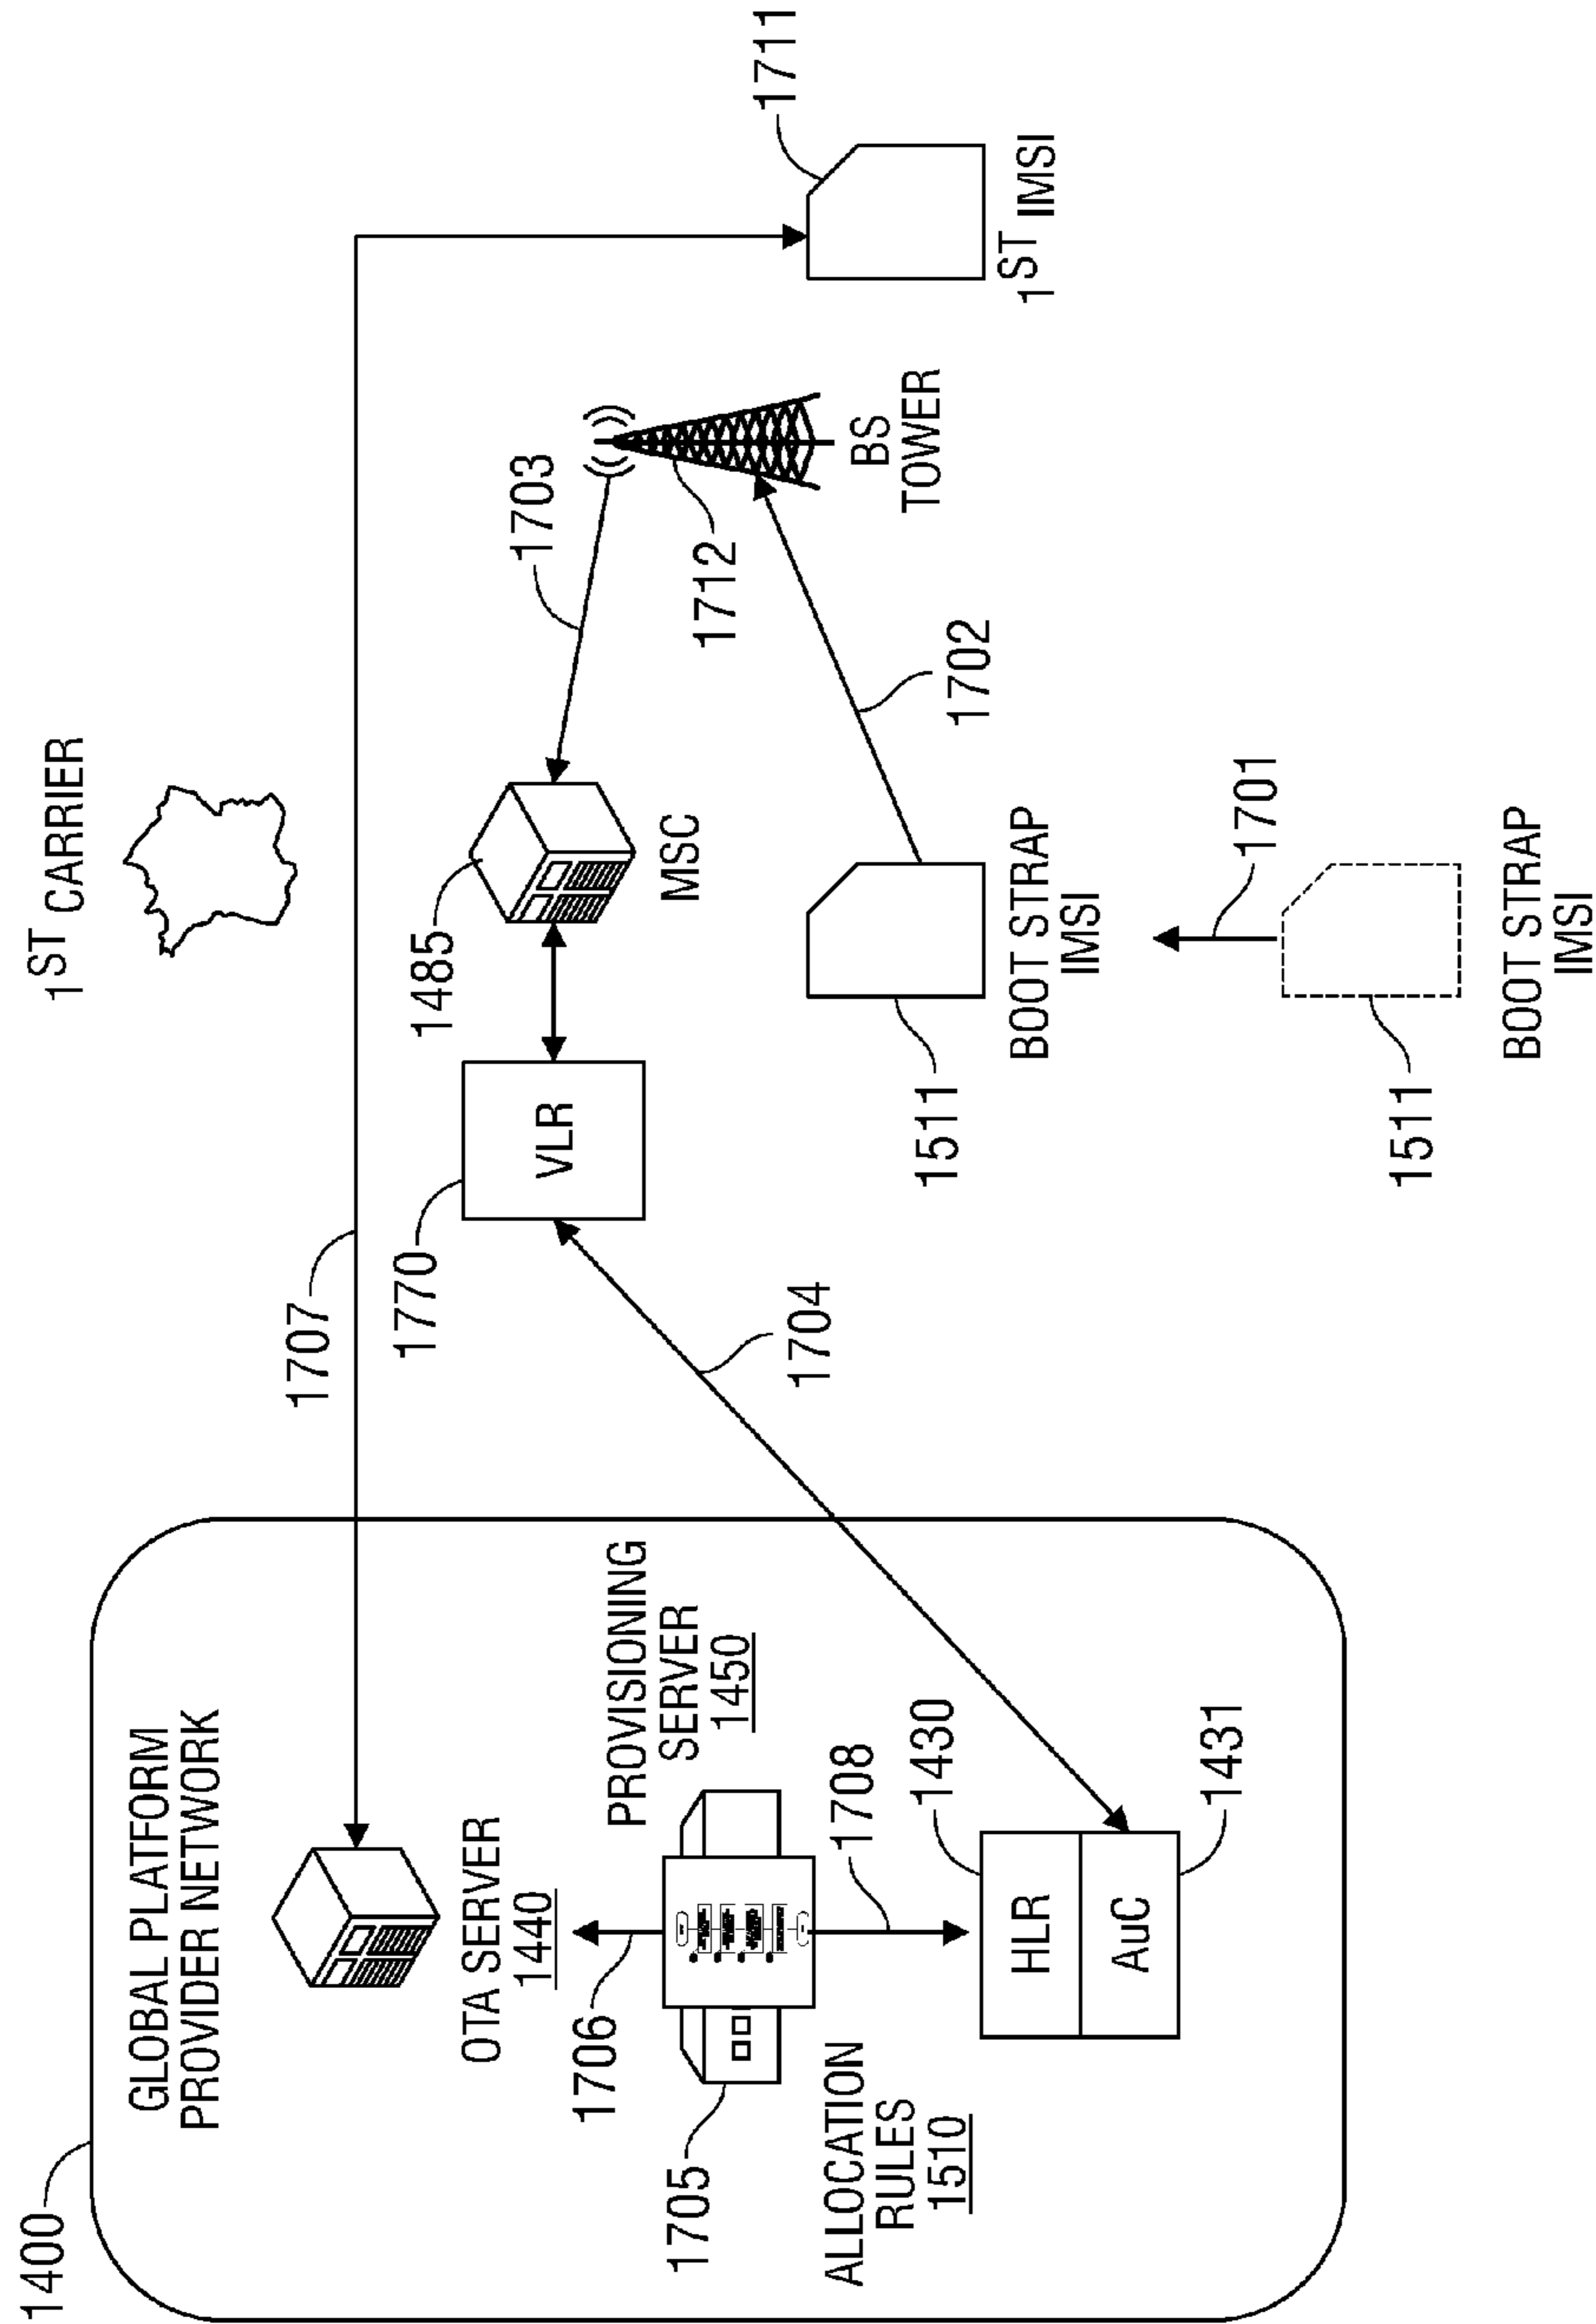 1400
GLOBAL PLATFORM
PROVIDER NETWORK
OTA SERVER
1440
1706
1705
PROVISIONING
SERVER
1450
ALLOCATION
RULES
1510
1708
HLR
1430
AuC
1431
1ST CARRIER
1707
1770
VLR
1485
MSC
1703
1704
1712
BS
TOWER
1702
1511
BOOT STRAP
IMSI
1701
1511
BOOT STRAP
IMSI
1711
1ST IMSI